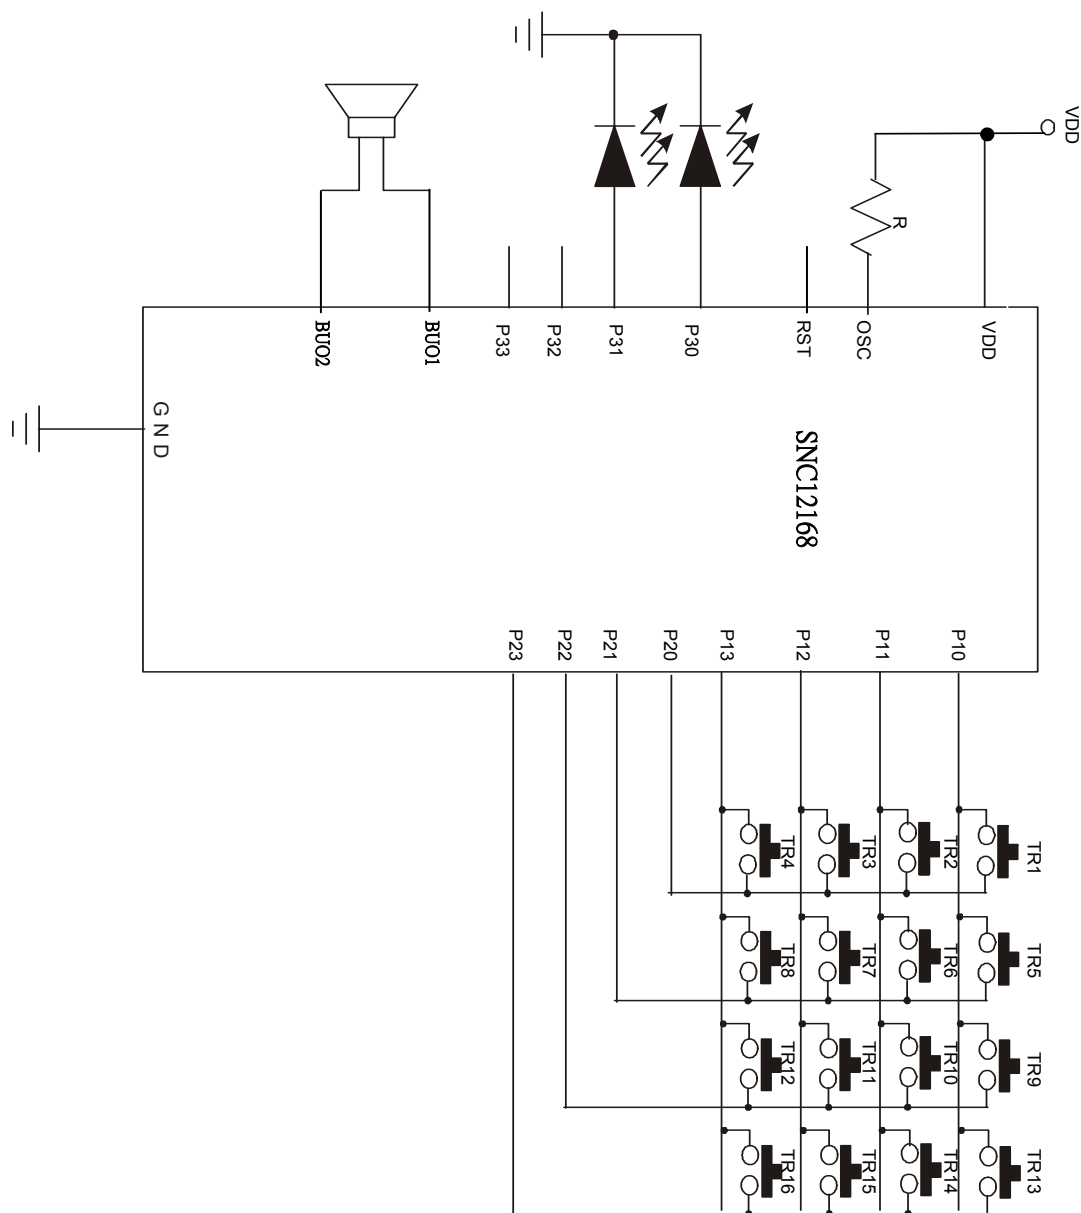 VDD
R
BUO2
BUO1
P33
P32
P31
P30
RST
OSC
VDD
GND
SNC12168
P23
P22
P21
P20
P13
P12
P11
P10
TR4
TR3
TR2
TR1
TR8
TR7
TR6
TR5
TR12
TR11
TR10
TR9
TR16
TR15
TR14
TR13